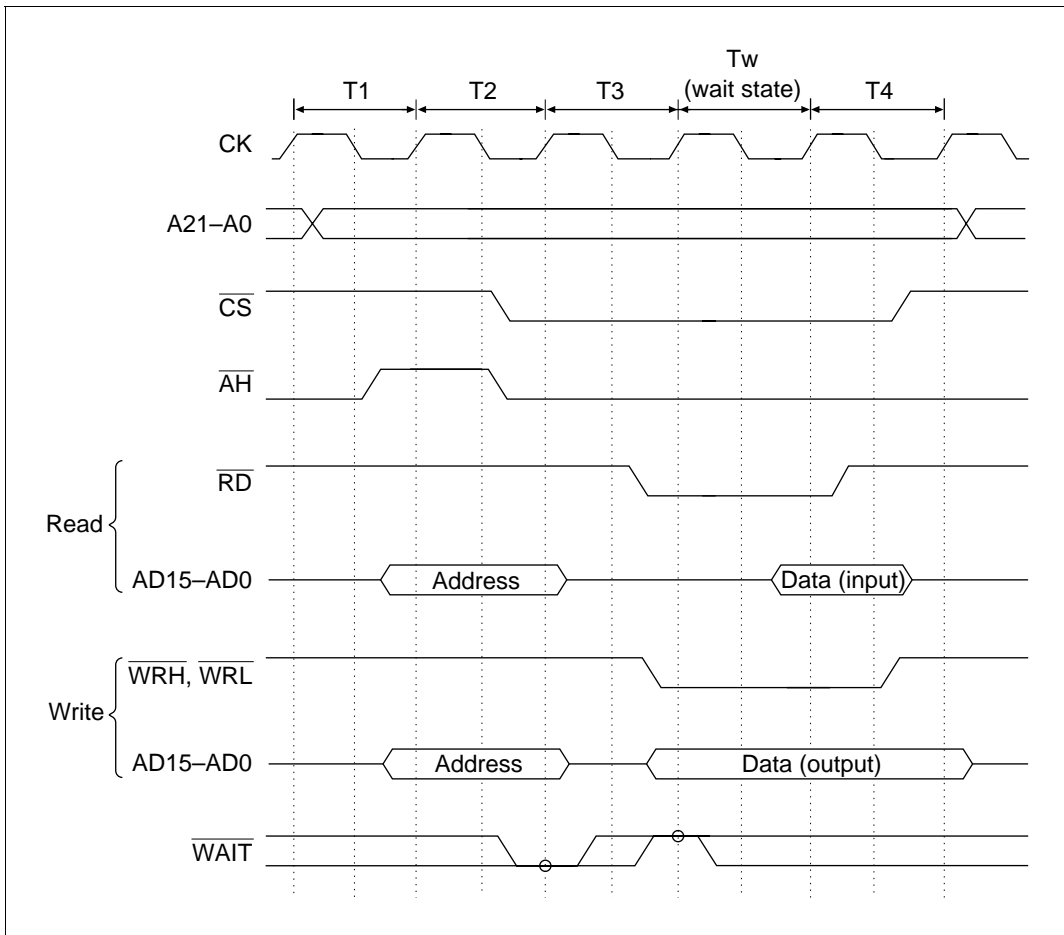 T1
T2
T3
Tw
(wait state)
T4
CK
A21–A0
CS
AH
Read
RD
AD15–AD0
Address
Data (input)
Write
WRH, WRL
AD15–AD0
Address
Data (output)
WAIT